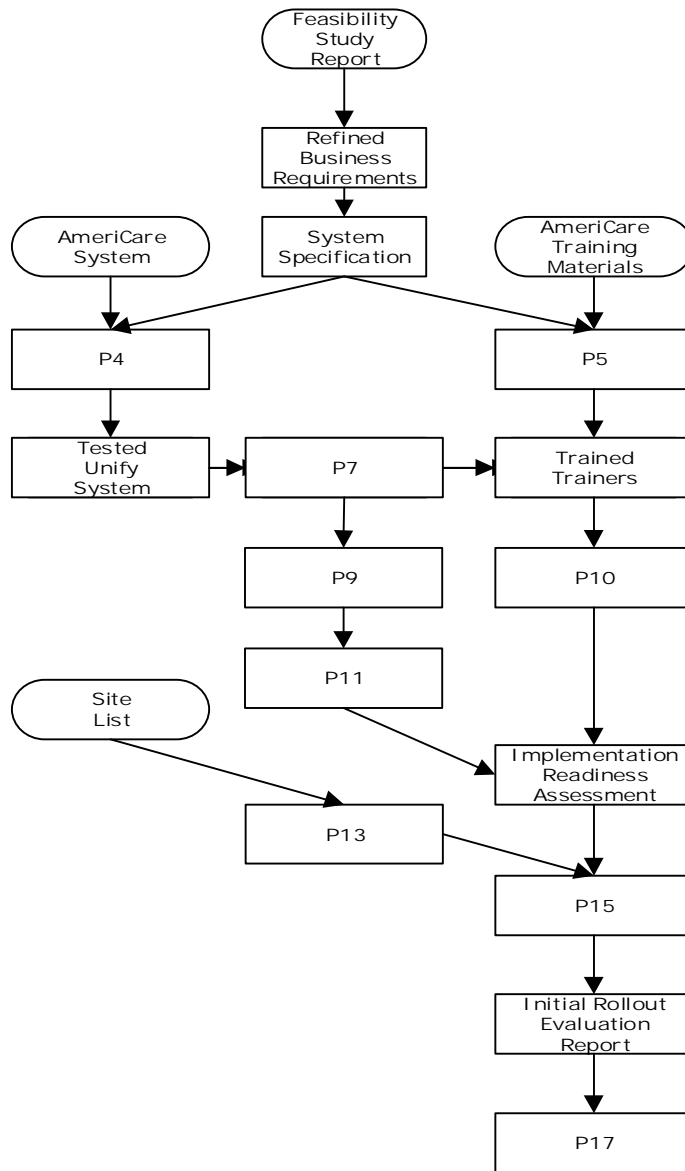 Feasibility
Study
Report
Refined
Business
Requirements
AmeriCare
System
System
Specification
AmeriCare
Training
Materials
P4
P5
Tested
Unify
System
P7
Trained
Trainers
P9
P10
P11
Site
List
Implementation
Readiness
Assessment
P13
P15
Initial Rollout
Evaluation
Report
P17